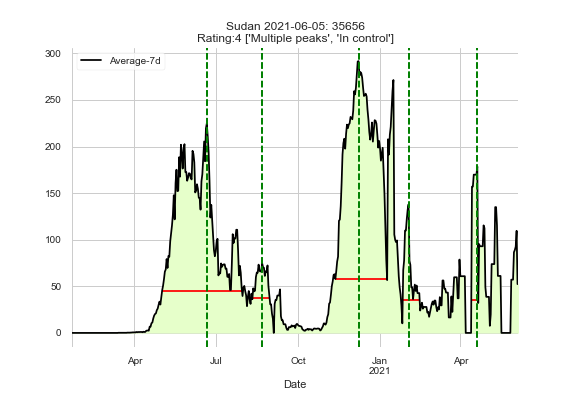 Sudan 2021-06-05: 35656
Rating:4 ['Multiple peaks', 'In control']
Average-7d
300
250
200
150
100
50
0
Apr
Jul
Oct
Jan
2021
Apr
Date